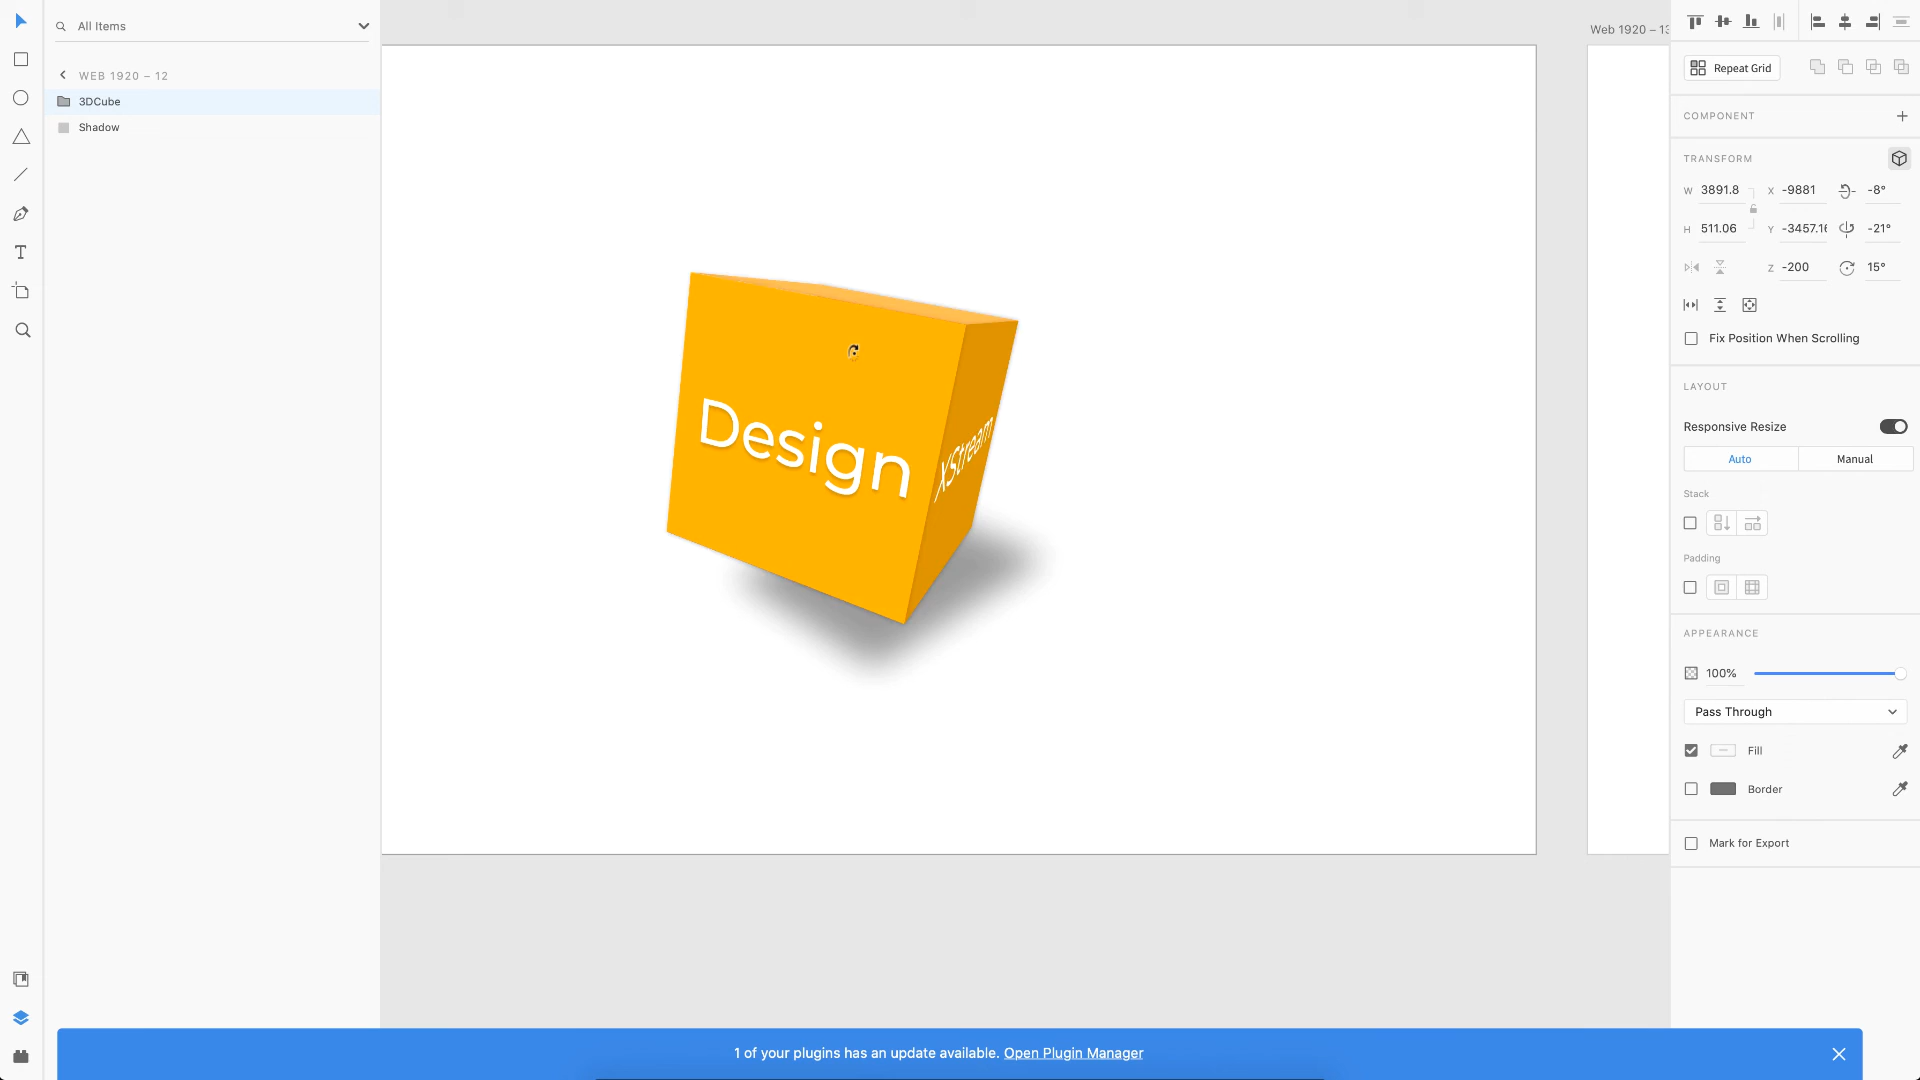 All Items
WEB 1920 – 12
3DCube
Shadow
Web 1920 – 13
Design
XStream
Repeat Grid
COMPONENT
TRANSFORM
W 3891.8 X -9881 -8°
H 511.06 Y -3457.16 -21°
Z -200 15°
Fix Position When Scrolling
LAYOUT
Responsive Resize
Auto Manual
Stack
Padding
APPEARANCE
100%
Pass Through
Fill
Border
Mark for Export
1 of your plugins has an update available. Open Plugin Manager